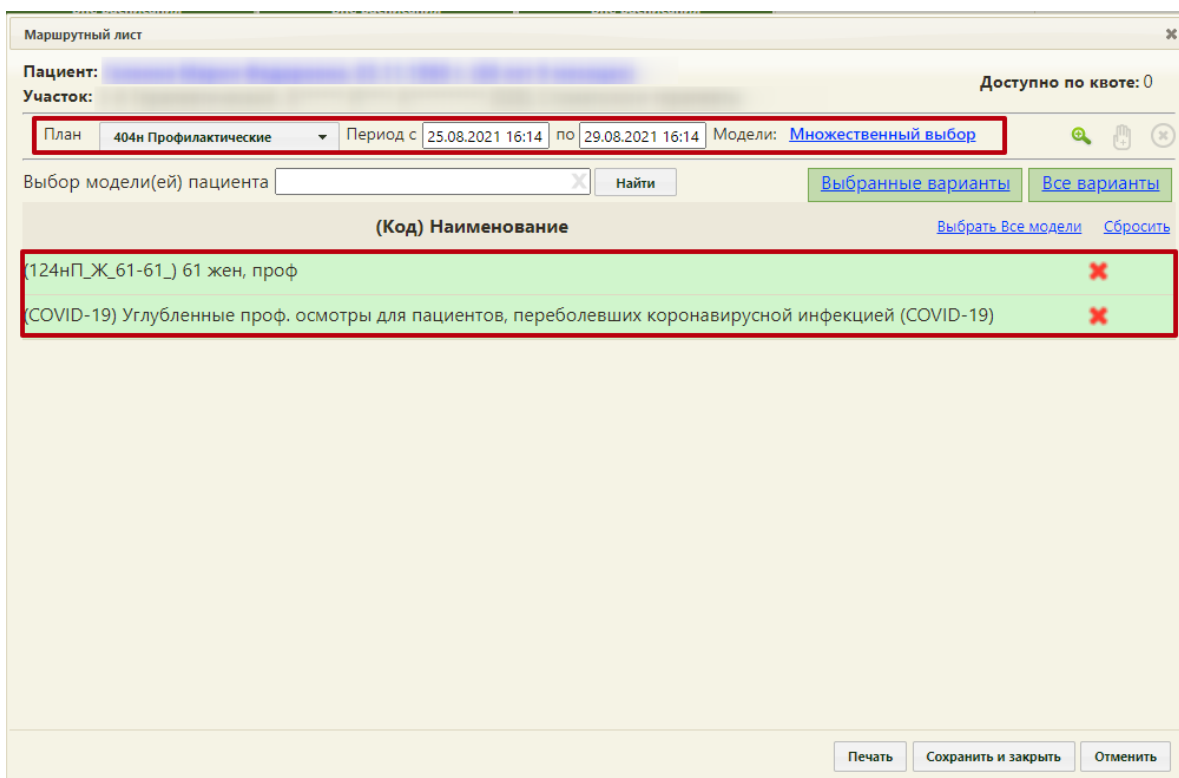 Маршрутный лист
Пациент:
Доступно по квоте: 0
Участок:
План 404н Профилактические Период с 25.08.2021 16:14 по 29.08.2021 16:14 Модели: Множественный выбор
Выбор модели(ей) пациента X Найти Выбранные варианты Все варианты
(Код) Наименование Выбрать Все модели Сбросить
(124нП_Ж_61-61_) 61 жен, проф
(COVID-19) Углубленные проф. осмотры для пациентов, переболевших коронавирусной инфекцией (COVID-19)
Печать Сохранить и закрыть Отменить